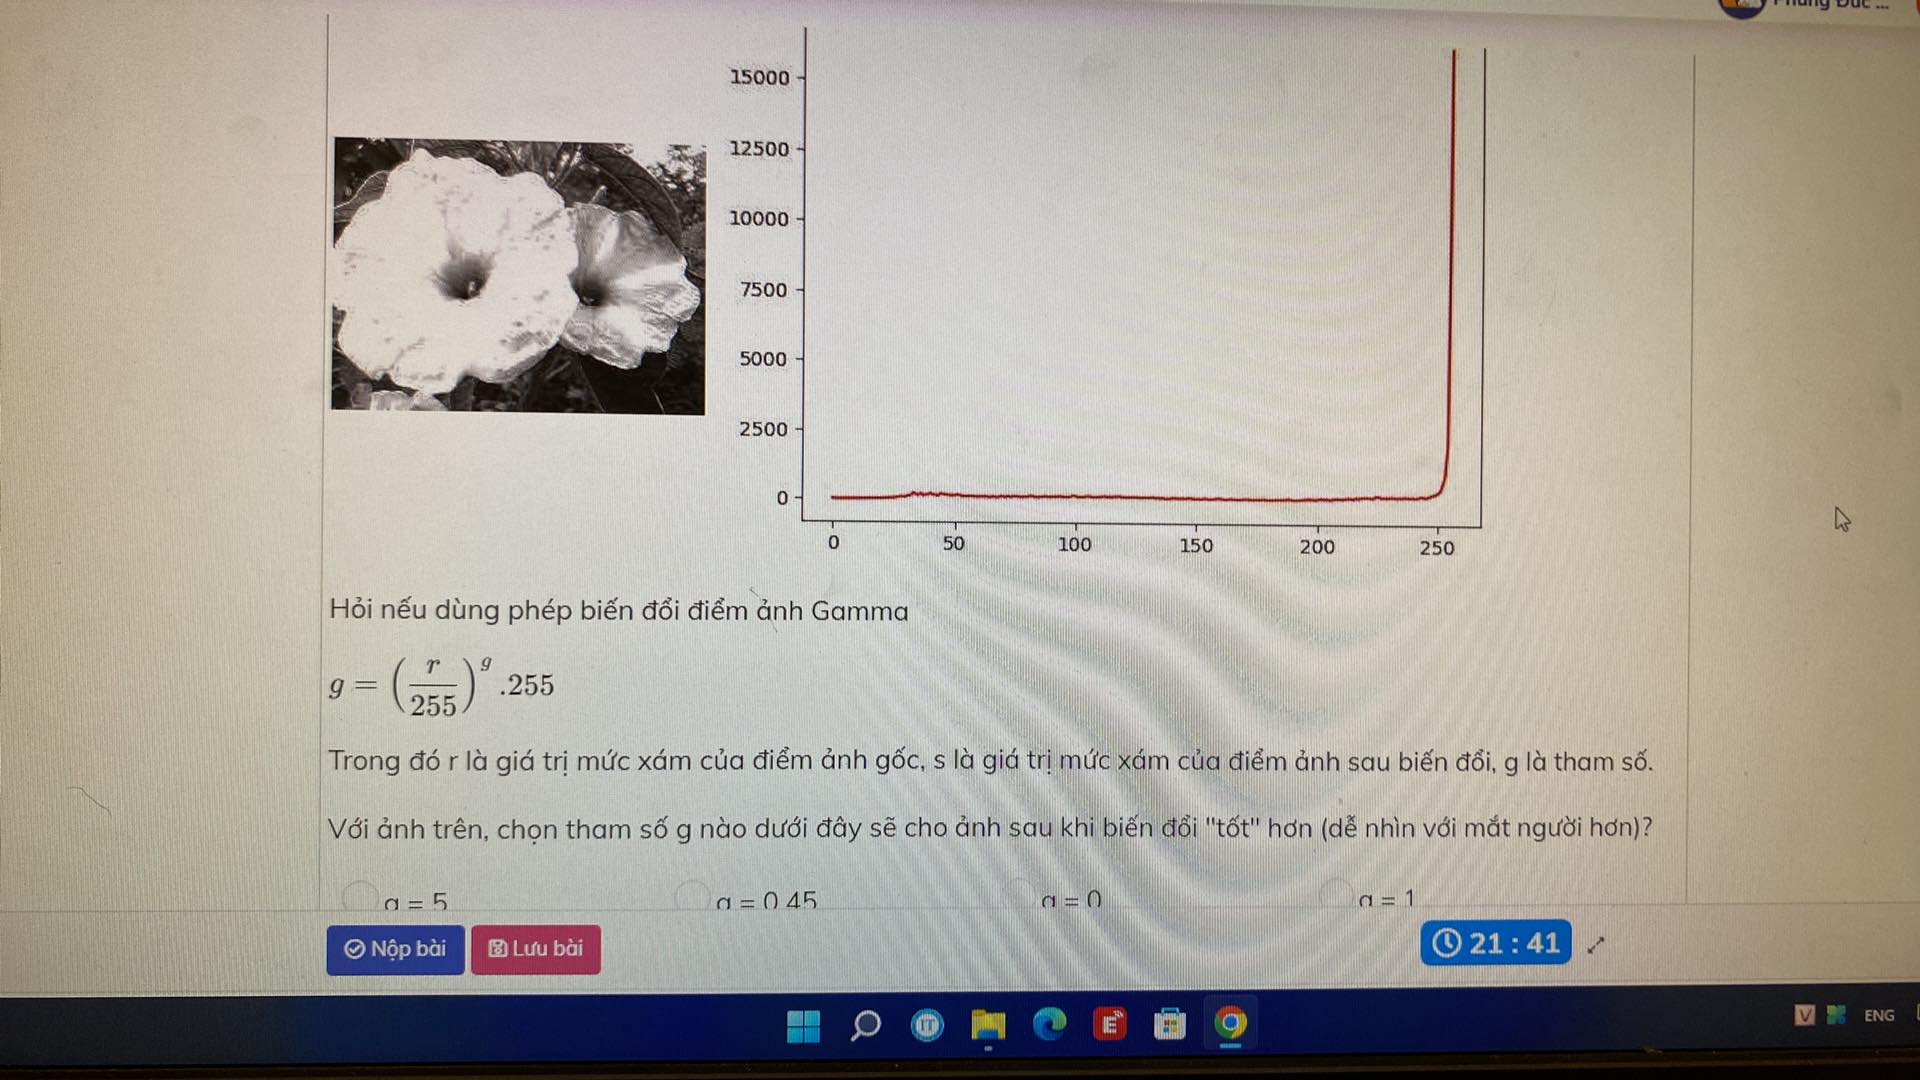 Phùng Đức ...
15000
12500
10000
7500
5000
2500
0
0 50 100 150 200 250
Hỏi nếu dùng phép biến đổi điểm ảnh Gamma
g = (r/255)^g .255
Trong đó r là giá trị mức xám của điểm ảnh gốc, s là giá trị mức xám của điểm ảnh sau biến đổi, g là tham số.
Với ảnh trên, chọn tham số g nào dưới đây sẽ cho ảnh sau khi biến đổi "tốt" hơn (dễ nhìn với mắt người hơn)?
g = 5 g = 0.45 g = 0 g = 1
Nộp bài Lưu bài 21 : 41
E V ENG